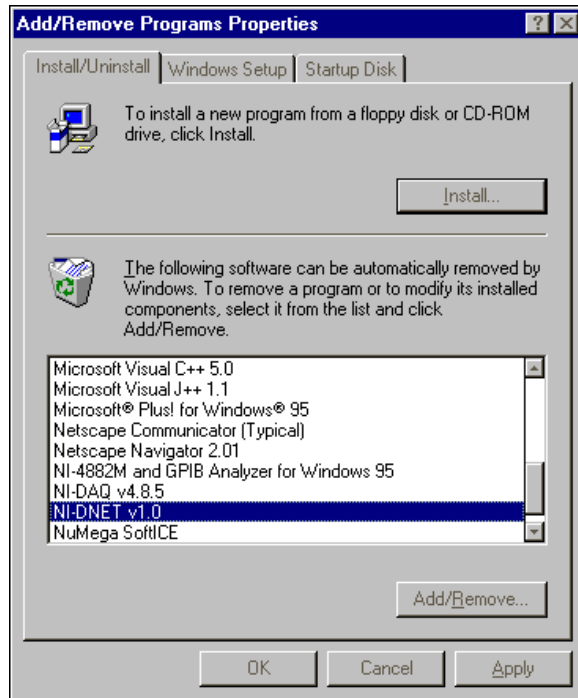 Add/Remove Programs Properties
Install/Uninstall Windows Setup Startup Disk
To install a new program from a floppy disk or CD-ROM
drive, click Install.
Install...
The following software can be automatically removed by
Windows. To remove a program or to modify its installed
components, select it from the list and click
Add/Remove.
Microsoft Visual C++ 5.0
Microsoft Visual J++ 1.1
Microsoft® Plus! for Windows® 95
Netscape Communicator (Typical)
Netscape Navigator 2.01
NI-4882M and GPIB Analyzer for Windows 95
NI-DAQ v4.8.5
NI-DNET v1.0
NuMega SoftICE
Add/Remove...
OK Cancel Apply